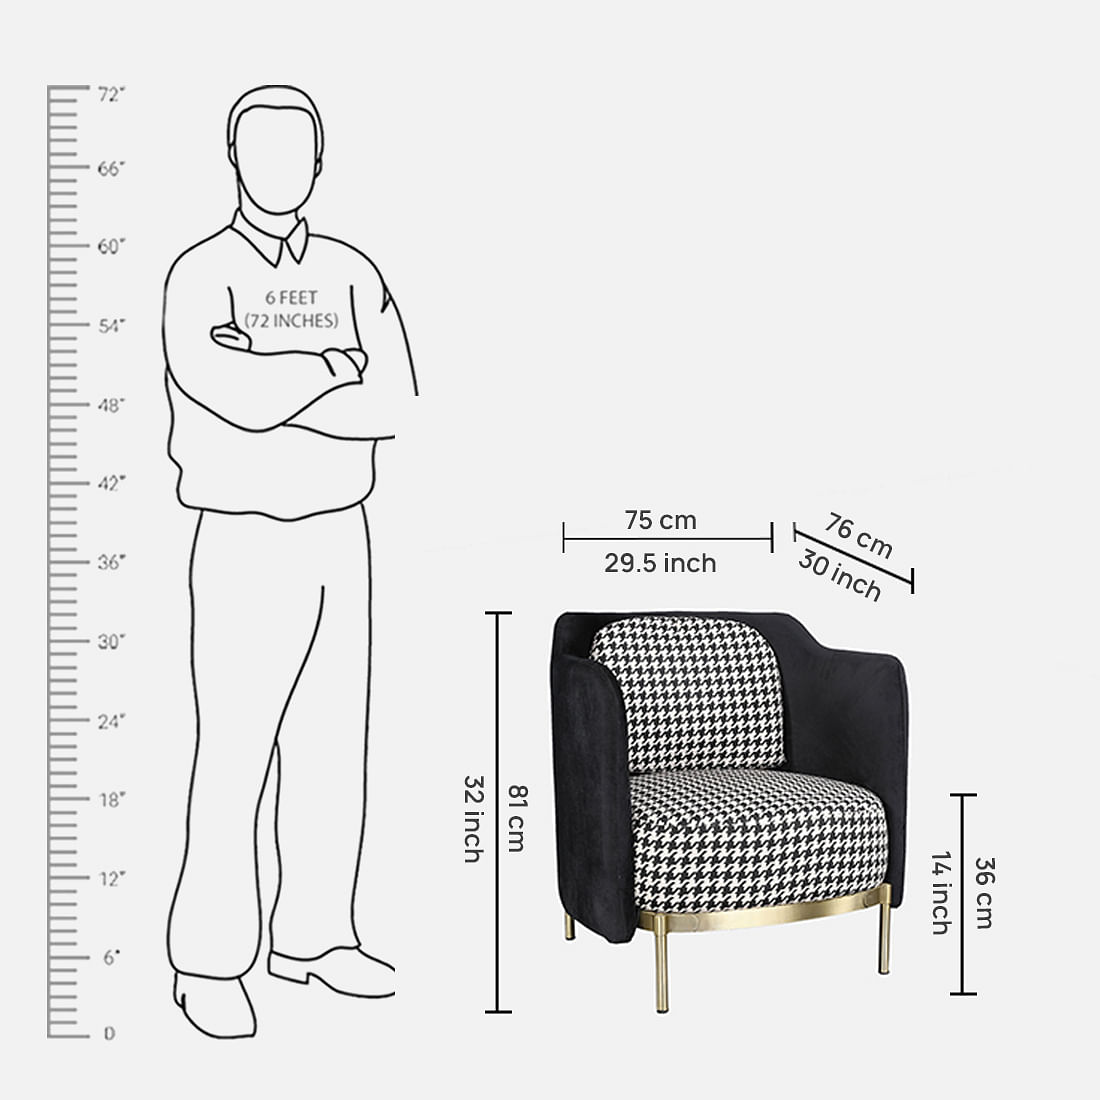 72"
66"
60"
54"
48"
42"
36"
30"
24"
18"
12"
6"
0
6 FEET
(72 INCHES)
75 cm
29.5 inch
76 cm
30 inch
81 cm
32 inch
36 cm
14 inch